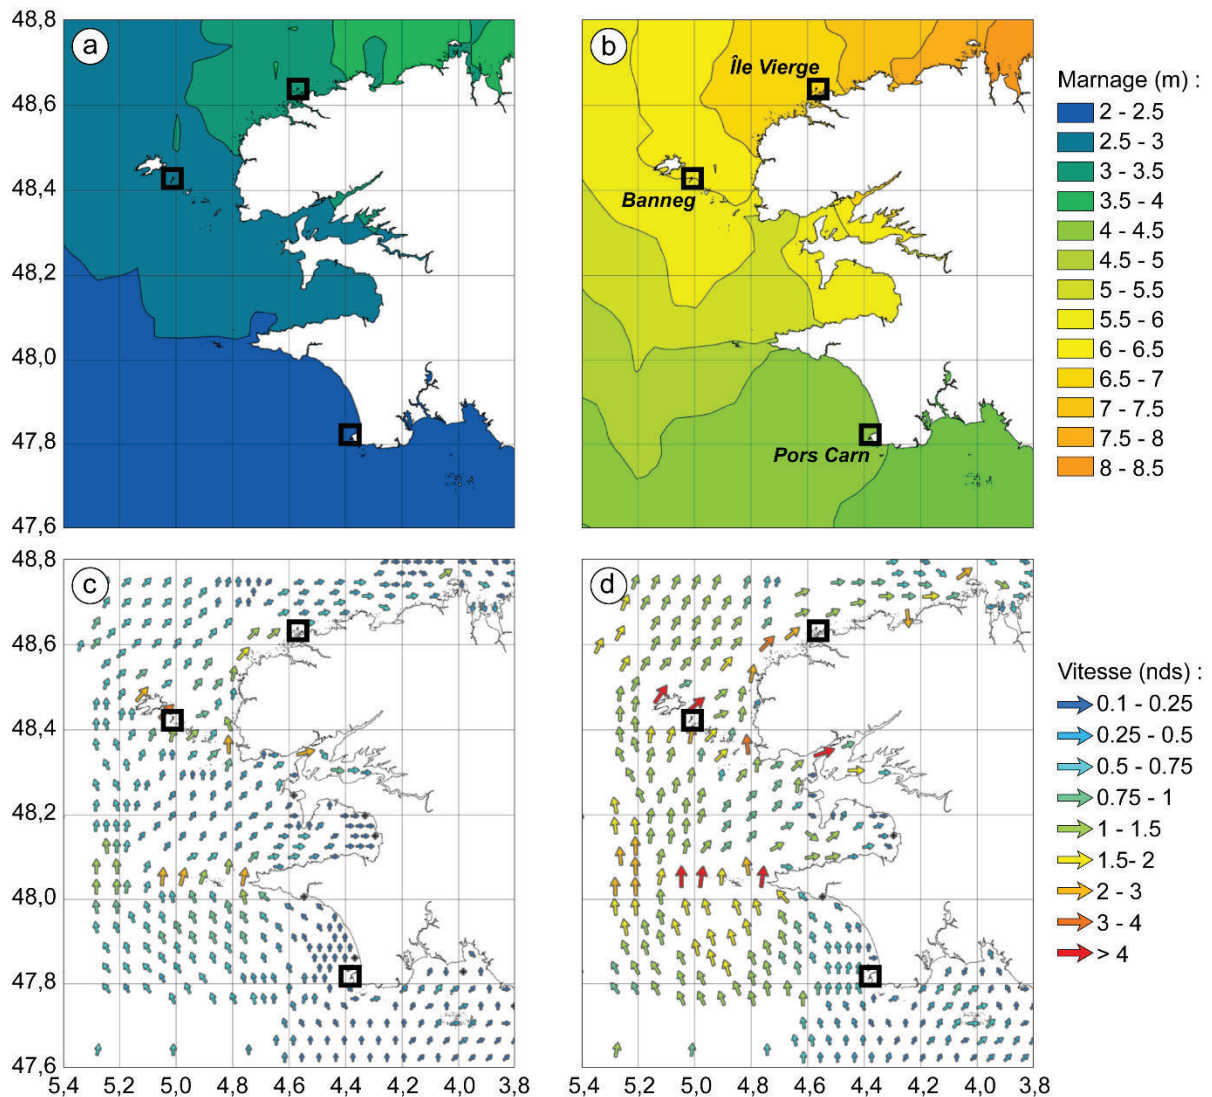 48,8
48,6
48,4
48,2
48,0
47,8
47,6
a
b
Île Vierge
Banneg
Pors Carn
Marnage (m) :
2 - 2.5
2.5 - 3
3 - 3.5
3.5 - 4
4 - 4.5
4.5 - 5
5 - 5.5
5.5 - 6
6 - 6.5
6.5 - 7
7 - 7.5
7.5 - 8
8 - 8.5
48,8
48,6
48,4
48,2
48,0
47,8
47,6
c
d
5,4 5,0 4,8 4,6 4,4 4,2 4,0 3,8
5,4 5,2 5,0 4,8 4,6 4,4 4,2 4,0 3,8
Vitesse (nds) :
0.1 - 0.25
0.25 - 0.5
0.5 - 0.75
0.75 - 1
1 - 1.5
1.5- 2
2 - 3
3 - 4
> 4